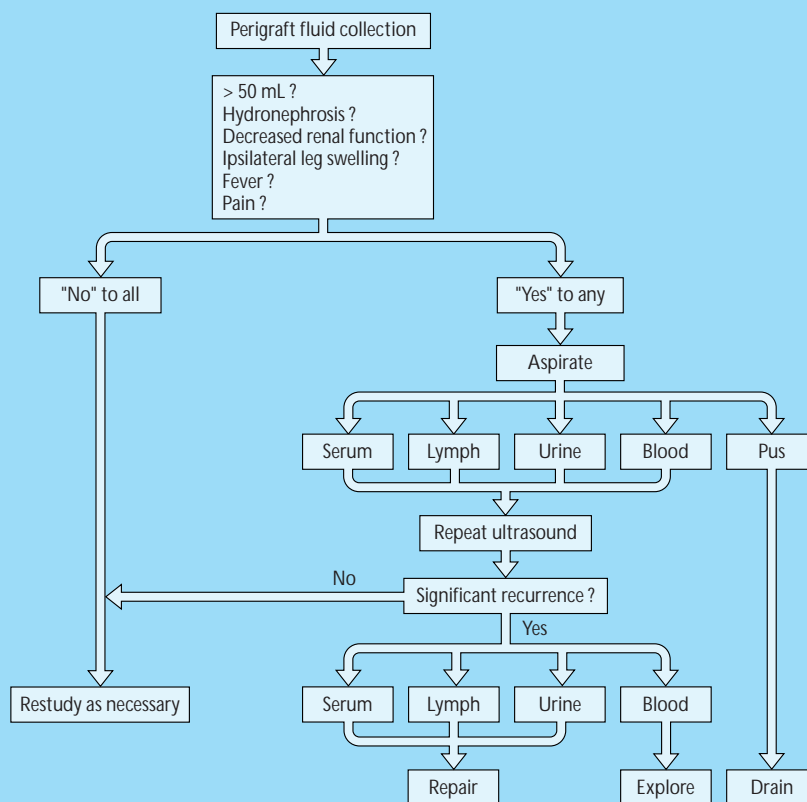 Perigraft fluid collection
> 50 mL ?
Hydronephrosis ?
Decreased renal function ?
Ipsilateral leg swelling ?
Fever ?
Pain ?
"No" to all
"Yes" to any
Aspirate
Serum
Lymph
Urine
Blood
Pus
Repeat ultrasound
No
Significant recurrence ?
Yes
Restudy as necessary
Serum
Lymph
Urine
Blood
Repair
Explore
Drain